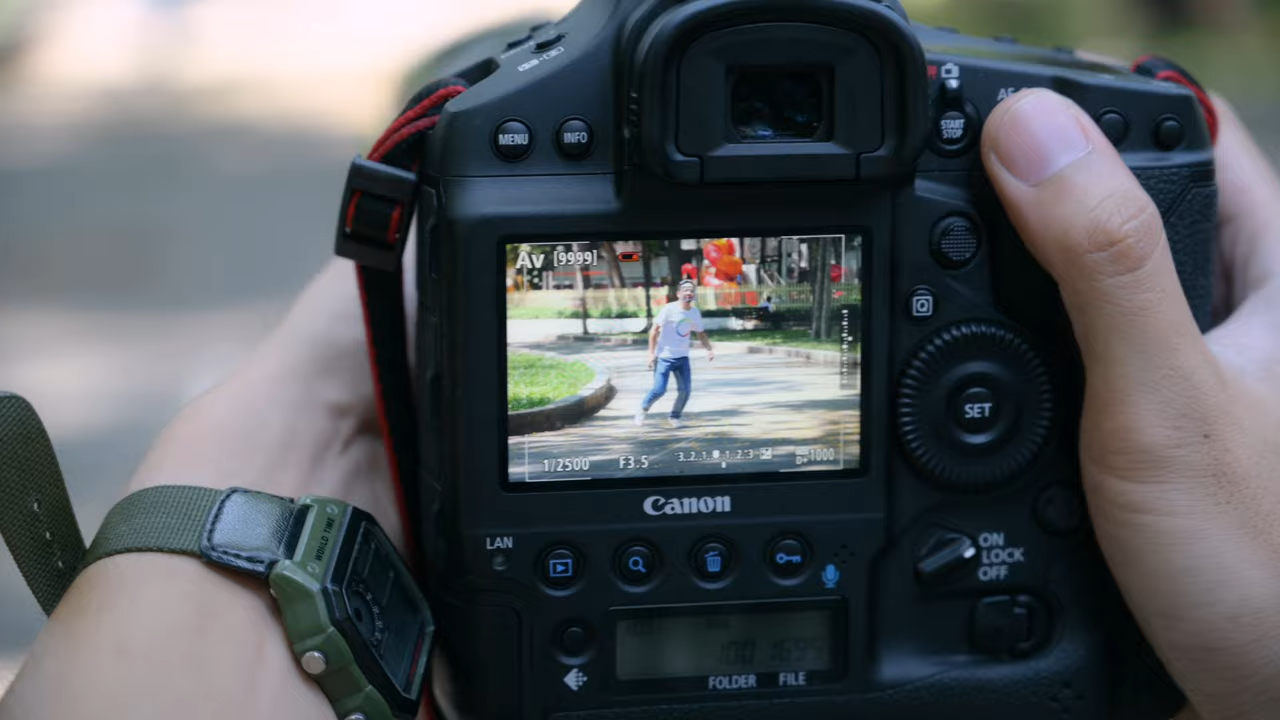 MENU
INFO
START
STOP
Av [9999]
1/2500 F3.5 3..2..1..1..2..3 D+1000
Q
SET
Canon
LAN
ON
LOCK
OFF
WORLD TIME
FOLDER FILE